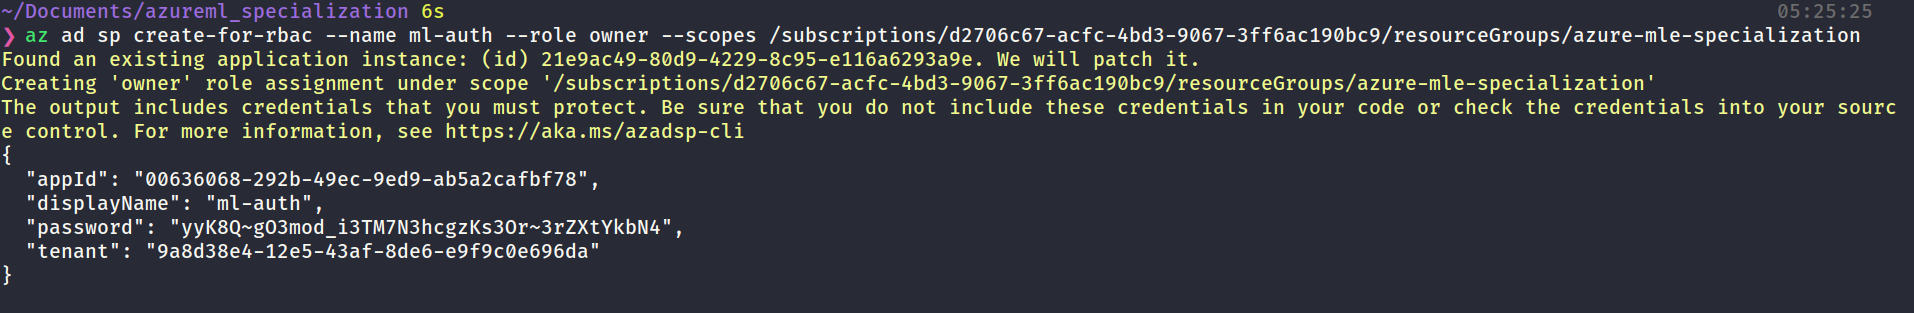 ~/Documents/azureml_specialization 6s 05:25:25
❯ az ad sp create-for-rbac --name ml-auth --role owner --scopes /subscriptions/d2706c67-acfc-4bd3-9067-3ff6ac190bc9/resourceGroups/azure-mle-specialization
Found an existing application instance: (id) 21e9ac49-80d9-4229-8c95-e116a6293a9e. We will patch it.
Creating 'owner' role assignment under scope '/subscriptions/d2706c67-acfc-4bd3-9067-3ff6ac190bc9/resourceGroups/azure-mle-specialization'
The output includes credentials that you must protect. Be sure that you do not include these credentials in your code or check the credentials into your sourc
e control. For more information, see https://aka.ms/azadsp-cli
{
  "appId": "00636068-292b-49ec-9ed9-ab5a2cafbf78",
  "displayName": "ml-auth",
  "password": "yyK8Q~gO3mod_i3TM7N3hcgzKs3Or~3rZXtYkbN4",
  "tenant": "9a8d38e4-12e5-43af-8de6-e9f9c0e696da"
}